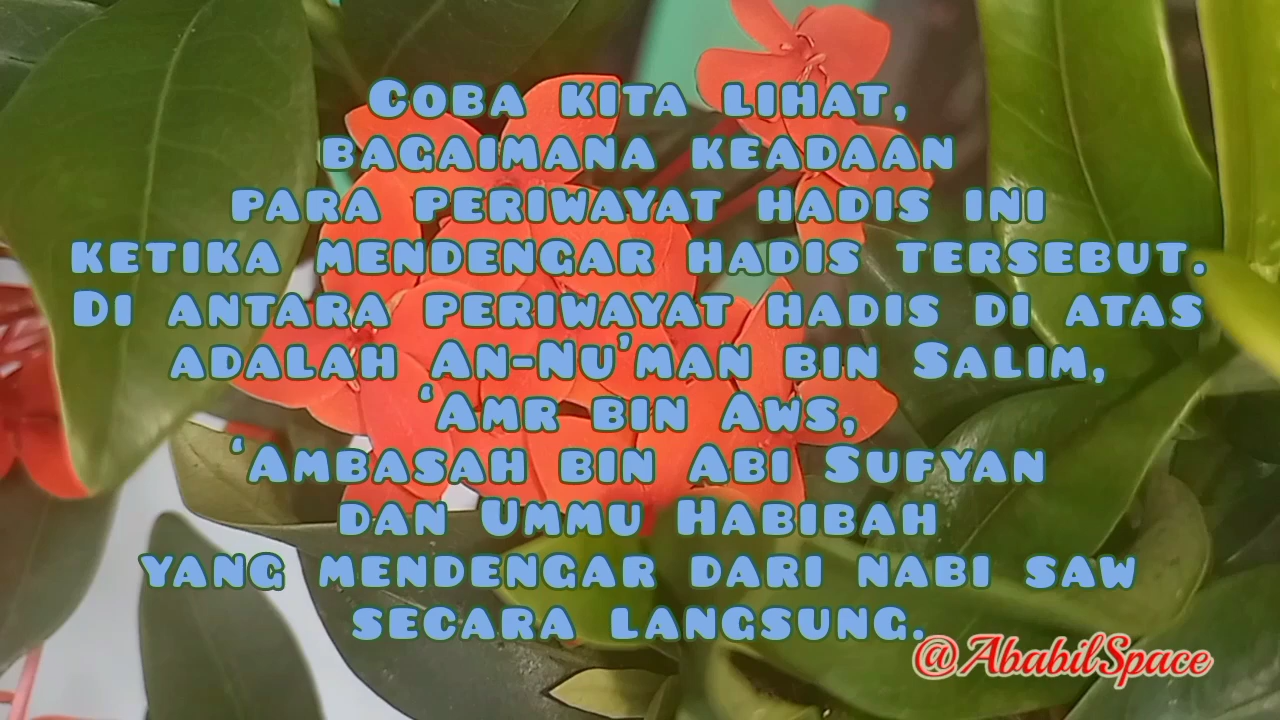 Coba kita lihat,
bagaimana keadaan
para periwayat hadis ini
ketika mendengar hadis tersebut.
Di antara periwayat hadis di atas
adalah An-Nu'man bin Salim,
'Amr bin Aws,
'Ambasah bin Abi Sufyan
dan Ummu Habibah
yang mendengar dari nabi saw
secara langsung.
@AbabilSpace